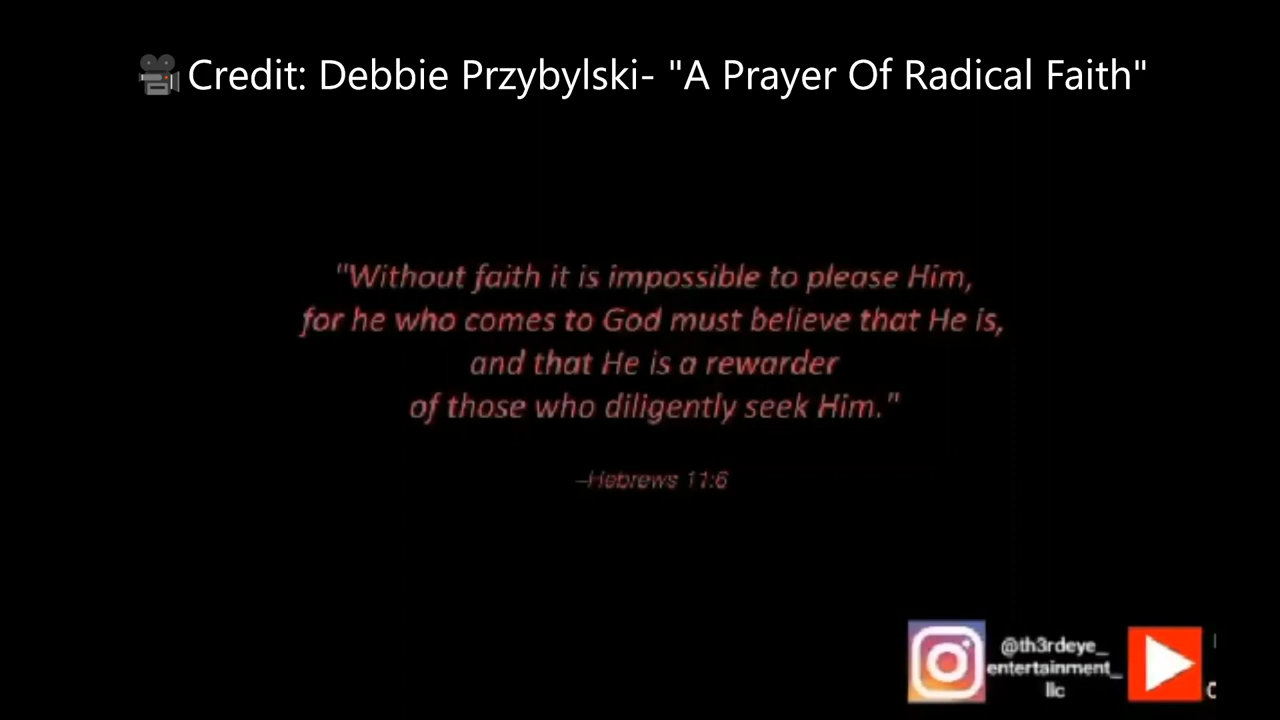 Credit: Debbie Przybylski- "A Prayer Of Radical Faith"
"Without faith it is impossible to please Him,
for he who comes to God must believe that He is,
and that He is a rewarder
of those who diligently seek Him."
–Hebrews 11:6
@th3rdeye_
entertainment_
llc